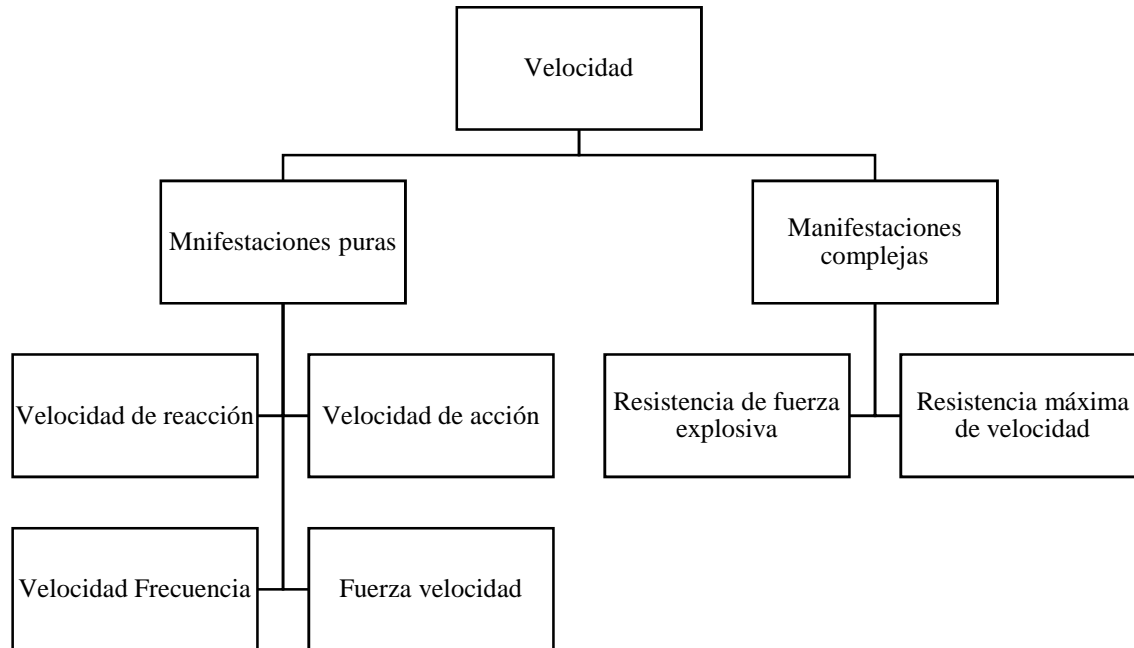 Velocidad
Mnifestaciones puras
Manifestaciones
complejas
Velocidad de reacción
Velocidad de acción
Resistencia de fuerza
explosiva
Resistencia máxima
de velocidad
Velocidad Frecuencia
Fuerza velocidad